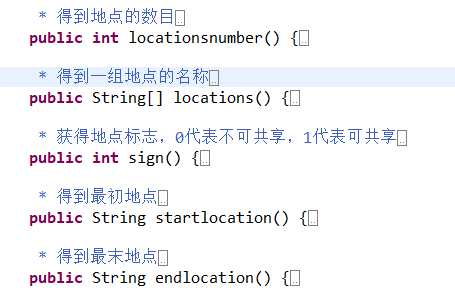 * 得到地点的数目
public int locationsnumber() {
* 得到一组地点的名称
public String[] locations() {
* 获得地点标志，0代表不可共享，1代表可共享
public int sign() {
* 得到最初地点
public String startlocation() {
* 得到最末地点
public String endlocation() {